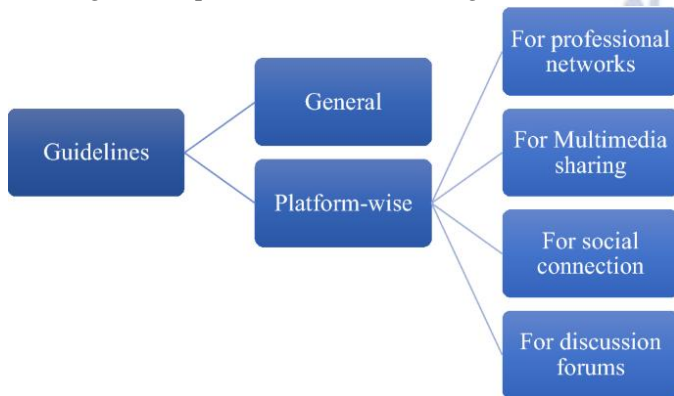 Guidelines
General
Platform-wise
For professional
networks
For Multimedia
sharing
For social
connection
For discussion
forums